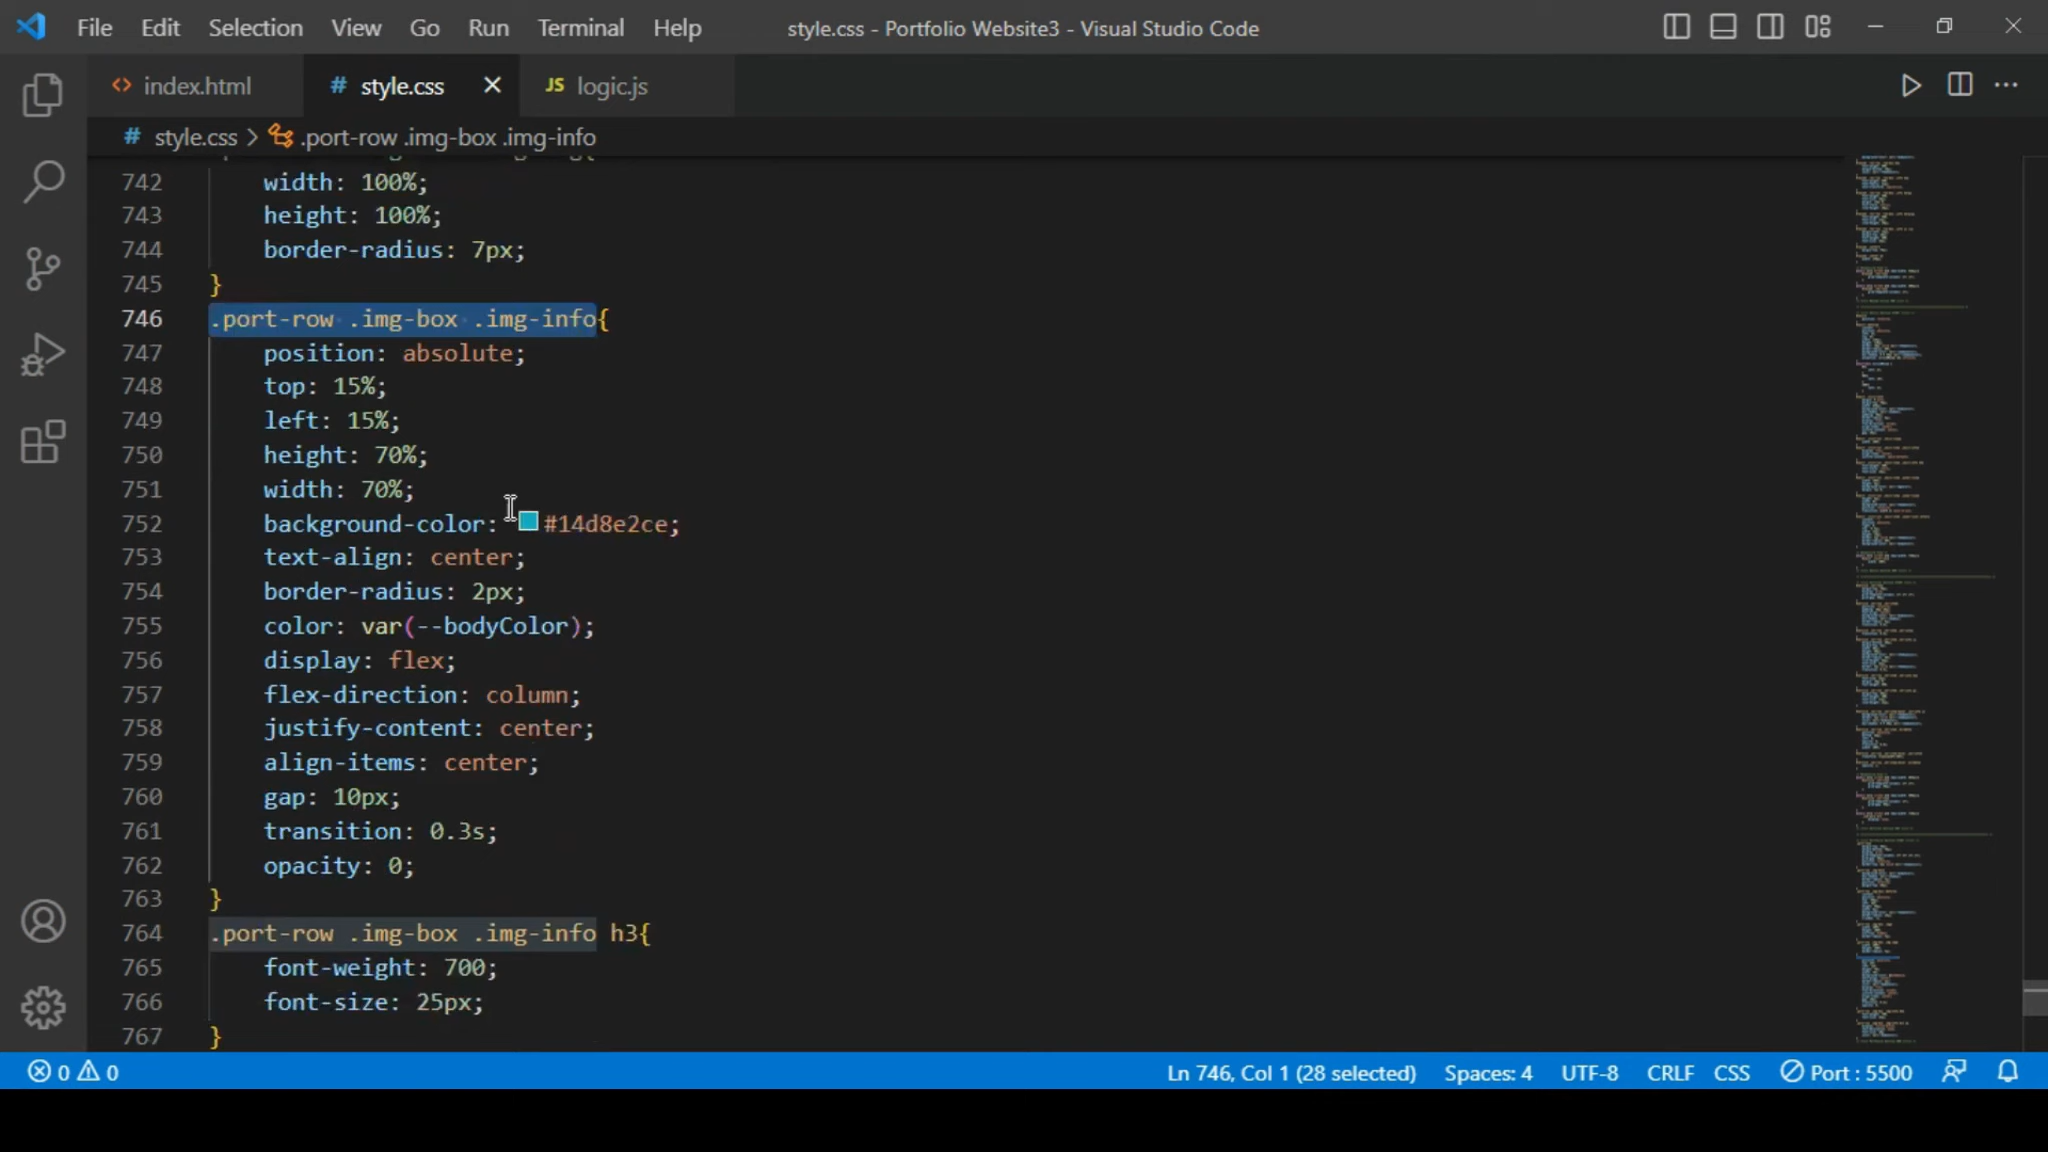 File Edit Selection View Go Run Terminal Help style.css - Portfolio Website3 - Visual Studio Code
<> index.html # style.css JS logic.js
# style.css > .port-row .img-box .img-info
742 width: 100%;
743 height: 100%;
744 border-radius: 7px;
745 }
746 .port-row .img-box .img-info{
747 position: absolute;
748 top: 15%;
749 left: 15%;
750 height: 70%;
751 width: 70%;
752 background-color: #14d8e2ce;
753 text-align: center;
754 border-radius: 2px;
755 color: var(--bodyColor);
756 display: flex;
757 flex-direction: column;
758 justify-content: center;
759 align-items: center;
760 gap: 10px;
761 transition: 0.3s;
762 opacity: 0;
763 }
764 .port-row .img-box .img-info h3{
765 font-weight: 700;
766 font-size: 25px;
767 }
0 0 Ln 746, Col 1 (28 selected) Spaces: 4 UTF-8 CRLF CSS Port : 5500